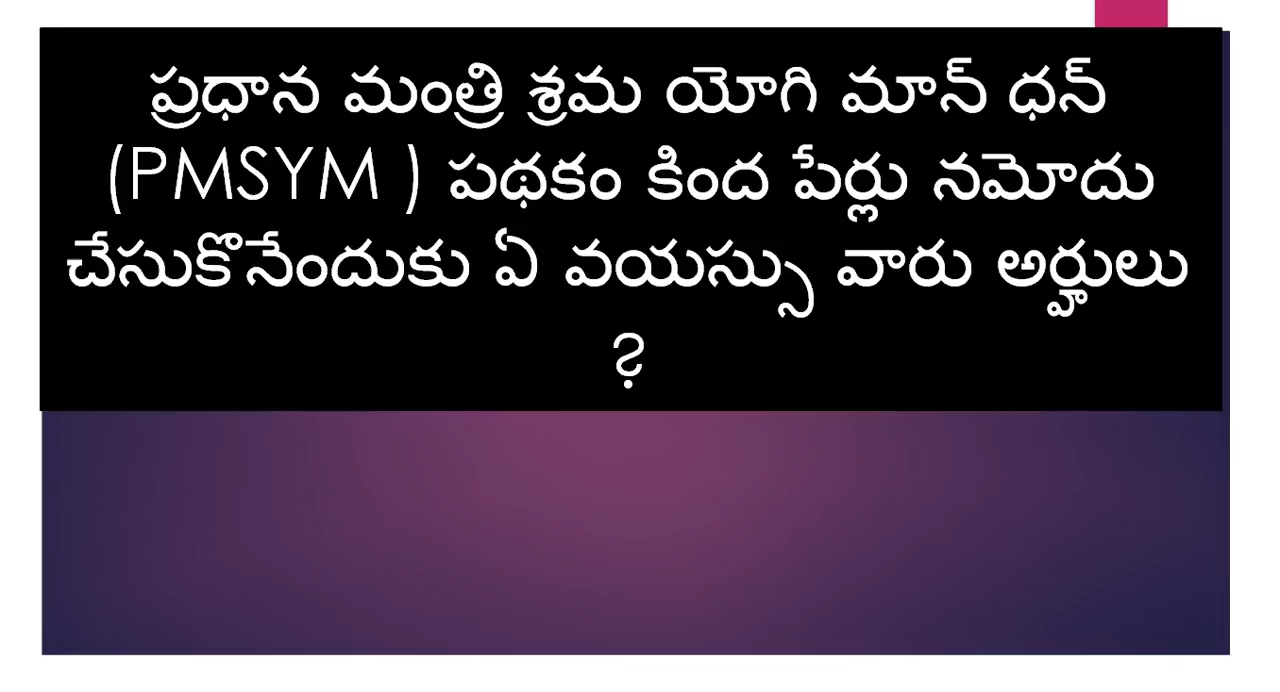 ప్రధాన మంత్రి శ్రమ యోగి మాన్ ధన్
(PMSYM ) పథకం కింద పేర్లు నమోదు
చేసుకొనేందుకు ఏ వయస్సు వారు అర్హులు
?